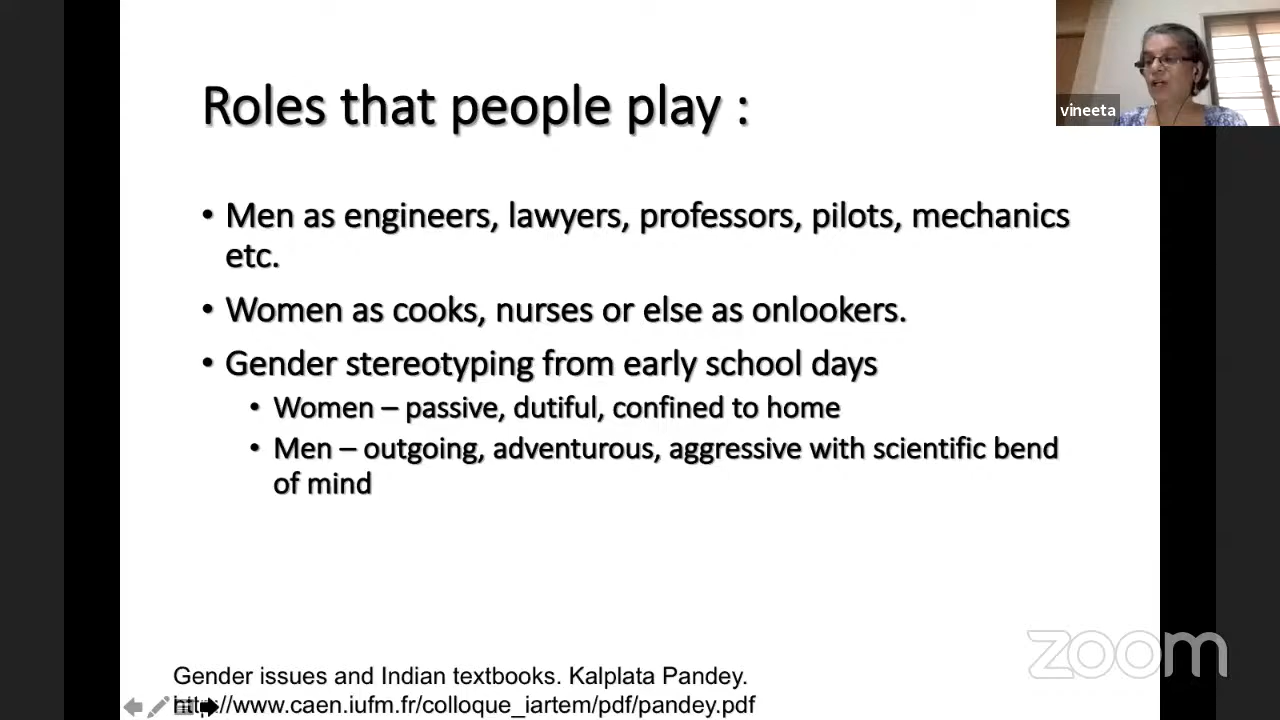 Roles that people play :
vineeta
• Men as engineers, lawyers, professors, pilots, mechanics
etc.
• Women as cooks, nurses or else as onlookers.
• Gender stereotyping from early school days
• Women – passive, dutiful, confined to home
• Men – outgoing, adventurous, aggressive with scientific bend
of mind
zoom
Gender issues and Indian textbooks. Kalplata Pandey.
http://www.caen.iufm.fr/colloque_iartem/pdf/pandey.pdf